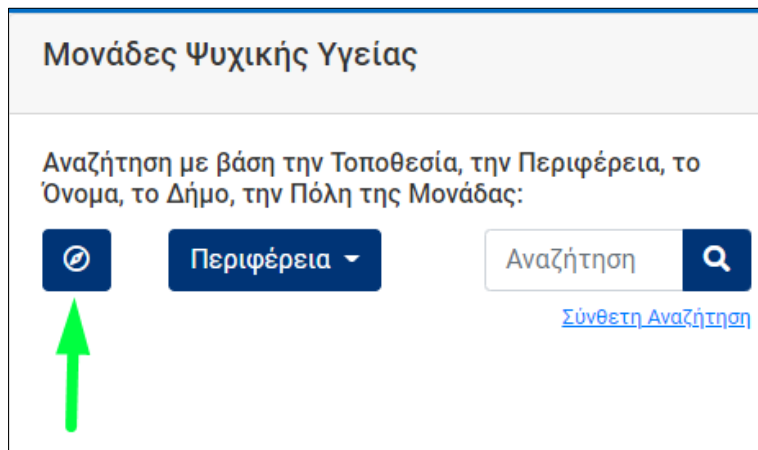 Μονάδες Ψυχικής Υγείας
Αναζήτηση με βάση την Τοποθεσία, την Περιφέρεια, το
Όνομα, το Δήμο, την Πόλη της Μονάδας:
Περιφέρεια
Αναζήτηση
Σύνθετη Αναζήτηση